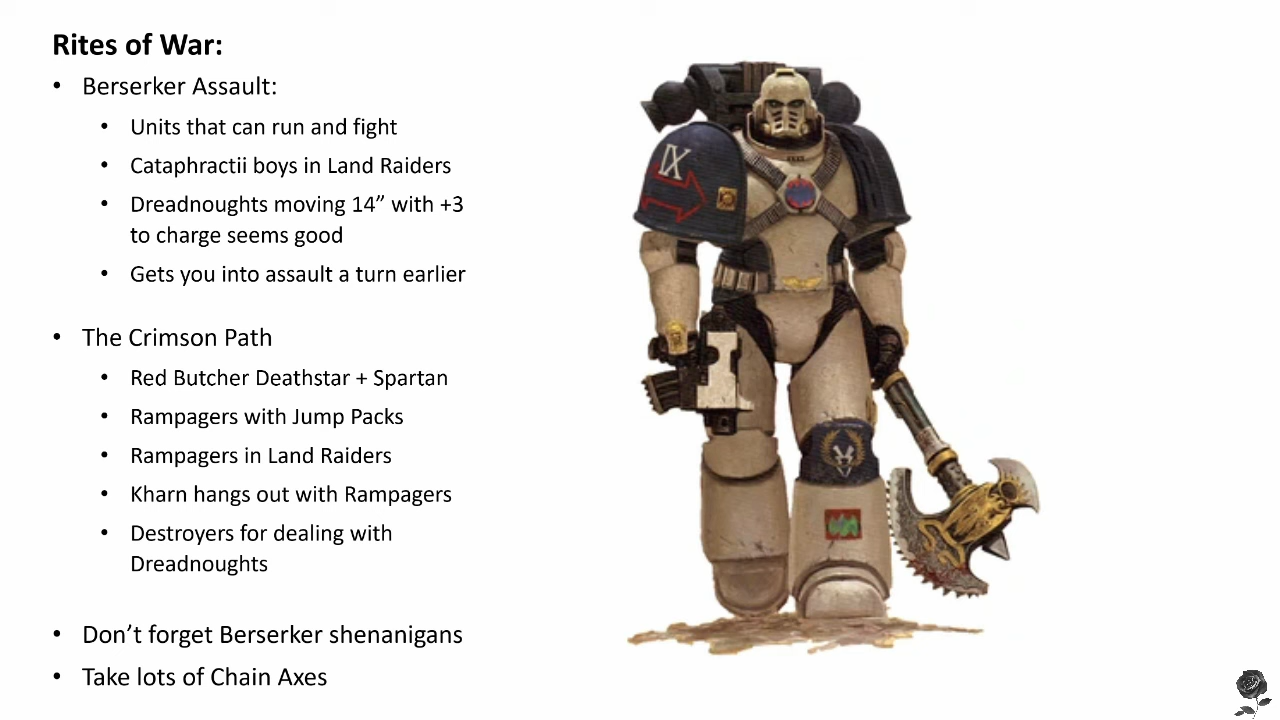 Rites of War:
• Berserker Assault:
• Units that can run and fight
• Cataphractii boys in Land Raiders
• Dreadnoughts moving 14” with +3
to charge seems good
• Gets you into assault a turn earlier
• The Crimson Path
• Red Butcher Deathstar + Spartan
• Rampagers with Jump Packs
• Rampagers in Land Raiders
• Kharn hangs out with Rampagers
• Destroyers for dealing with
Dreadnoughts
• Don’t forget Berserker shenanigans
• Take lots of Chain Axes
IX